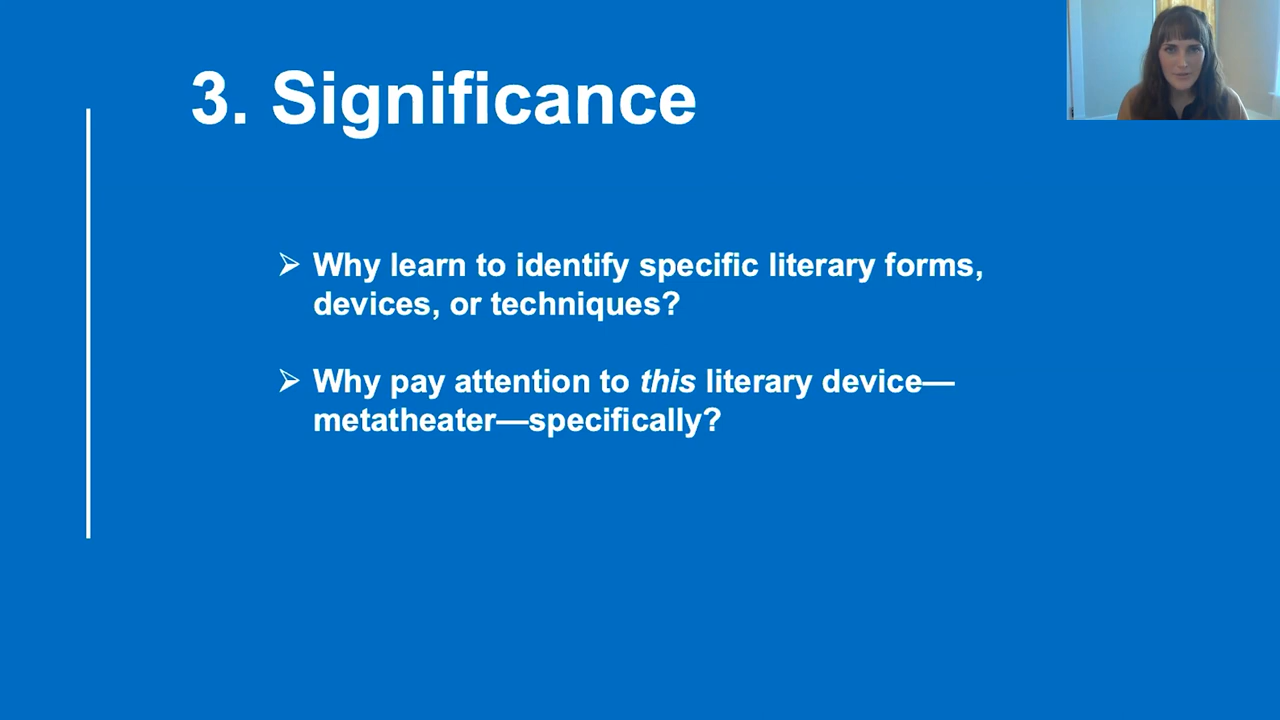 3. Significance
Why learn to identify specific literary forms,
devices, or techniques?
Why pay attention to this literary device—
metatheater—specifically?